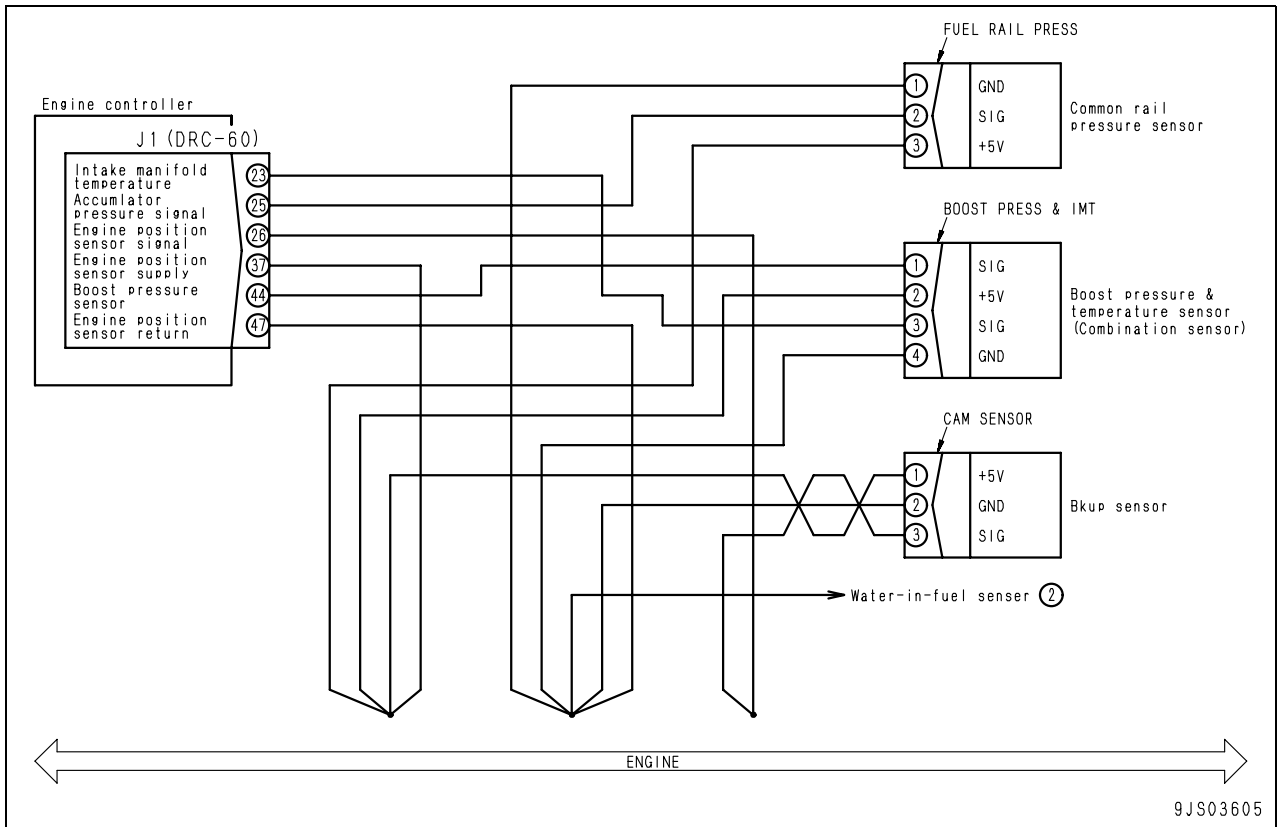 FUEL RAIL PRESS
1 GND
2 SIG
3 +5V
Common rail
pressure sensor
Engine controller
J1 (DRC-60)
Intake manifold
temperature
23
Accumlator
pressure signal
25
Engine position
sensor signal
26
Engine position
sensor supply
37
Boost pressure
sensor
44
Engine position
sensor return
47
BOOST PRESS & IMT
1 SIG
2 +5V
3 SIG
4 GND
Boost pressure &
temperature sensor
(Combination sensor)
CAM SENSOR
1 +5V
2 GND
3 SIG
Bkup sensor
Water-in-fuel senser 2
ENGINE
9JS03605